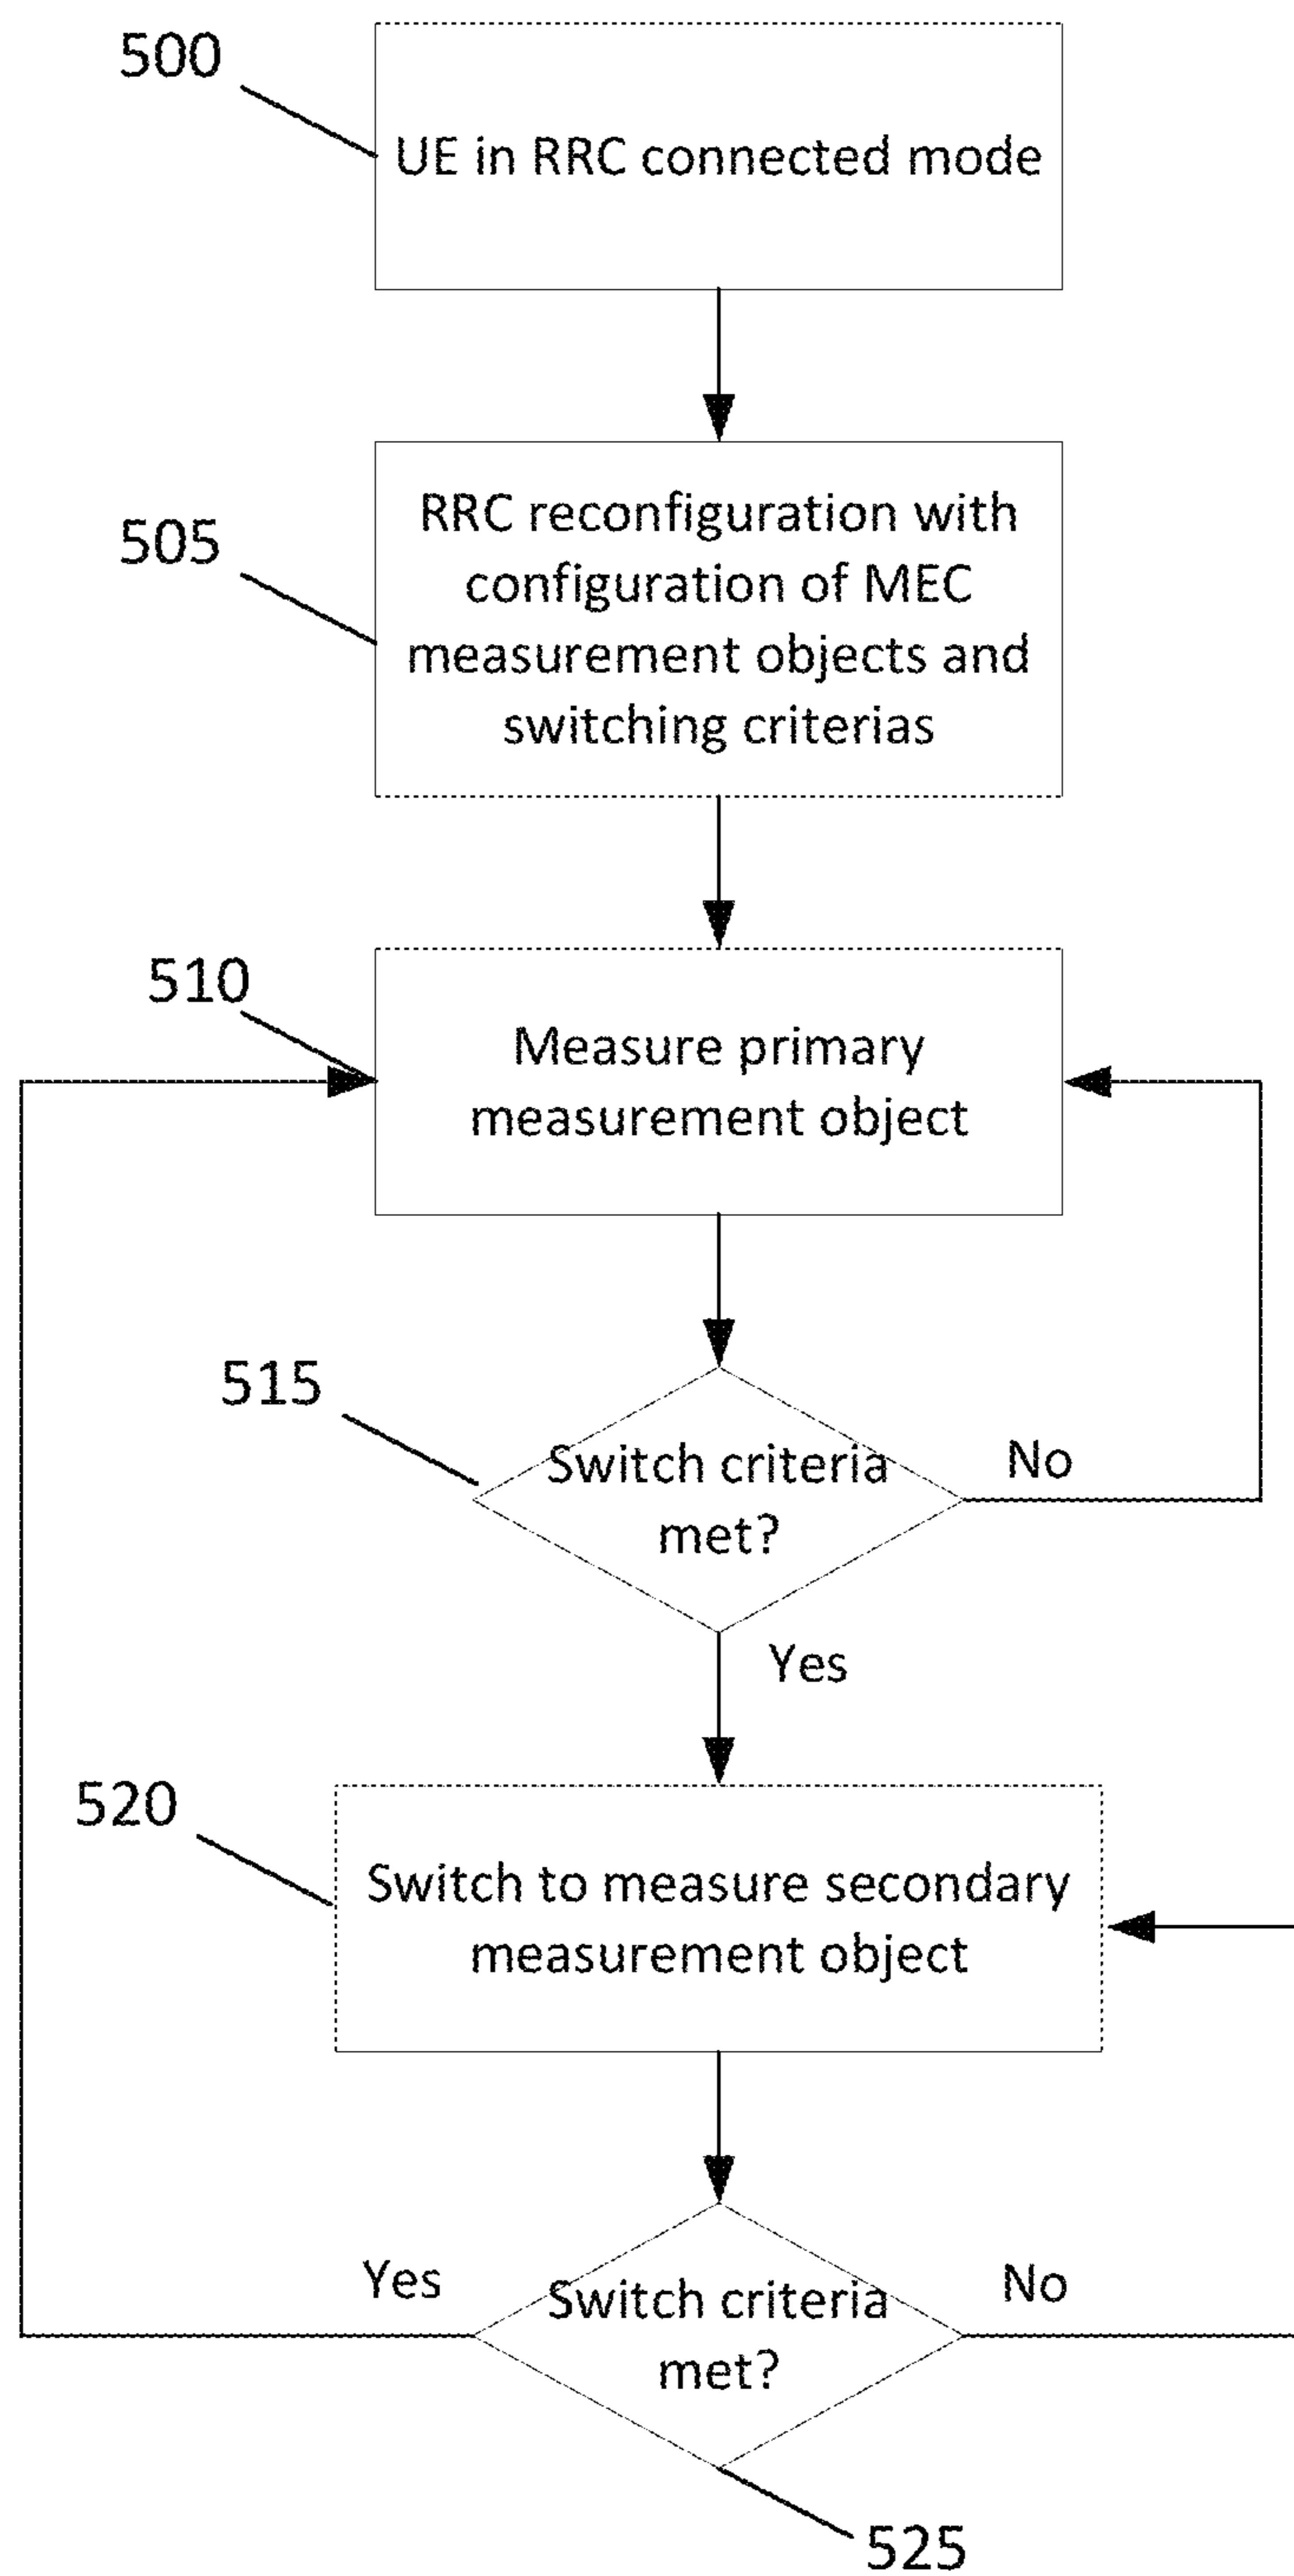 500
UE in RRC connected mode
505
RRC reconfiguration with
configuration of MEC
measurement objects and
switching criterias
510
Measure primary
measurement object
515
Switch criteria
met?
No
Yes
520
Switch to measure secondary
measurement object
Yes
Switch criteria
met?
No
525